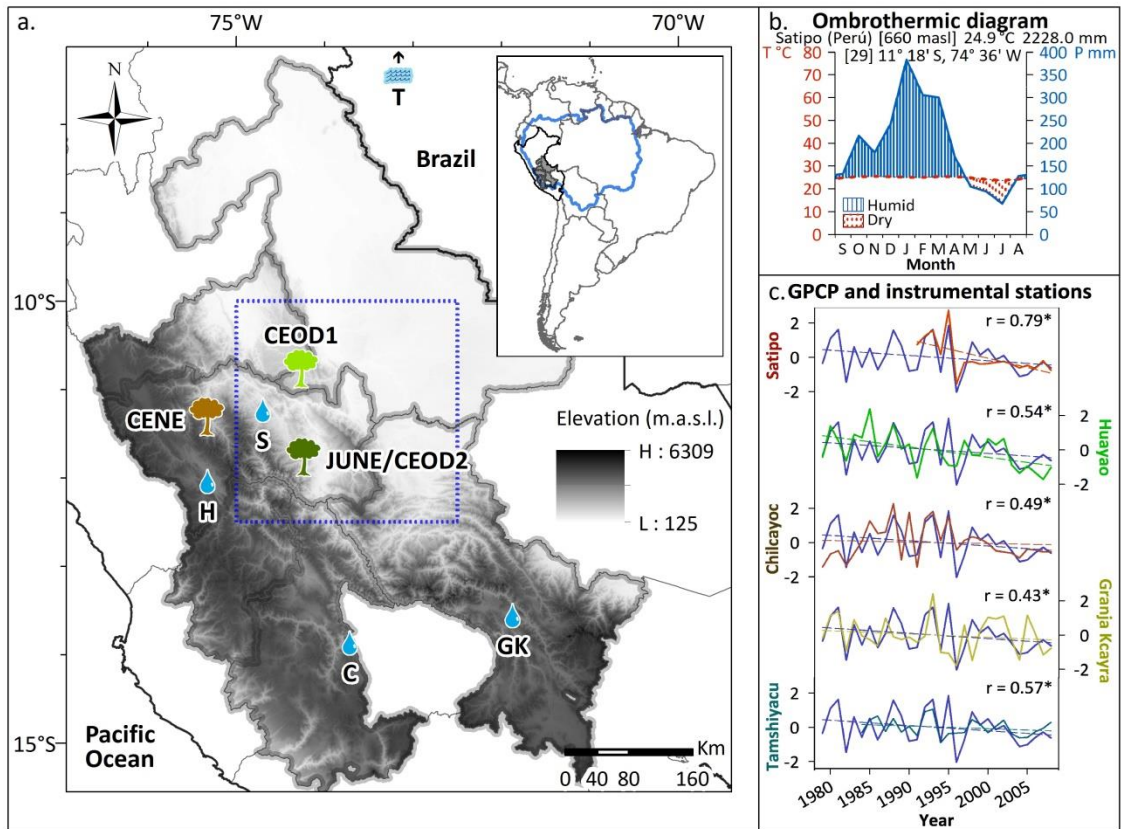 a.
75°W
70°W
N
T
Brazil
10°S
CEOD1
CENE
S
JUNE/CEOD2
H
Elevation (m.a.s.l.)
H : 6309
L : 125
GK
C
Pacific
Ocean
15°S
Km
0 40 80 160
b.
Ombrothermic diagram
Satipo (Perú) [660 masl] 24.9 °C 2228.0 mm
T °C
[29] 11° 18' S, 74° 36' W
P mm
80 400
70 350
60 300
50 250
40 200
30 150
20 100
10 50
0 0
Humid
Dry
S O N D J F M A M J J A
Month
c.
GPCP and instrumental stations
Satipo
2
0
-2
r = 0.79*
Huayao
r = 0.54*
2
0
-2
Chilcayoc
2
0
-2
r = 0.49*
Granja Kcayra
r = 0.43*
2
0
-2
Tamshiyacu
2
0
-2
r = 0.57*
1980 1985 1990 1995 2000 2005
Year